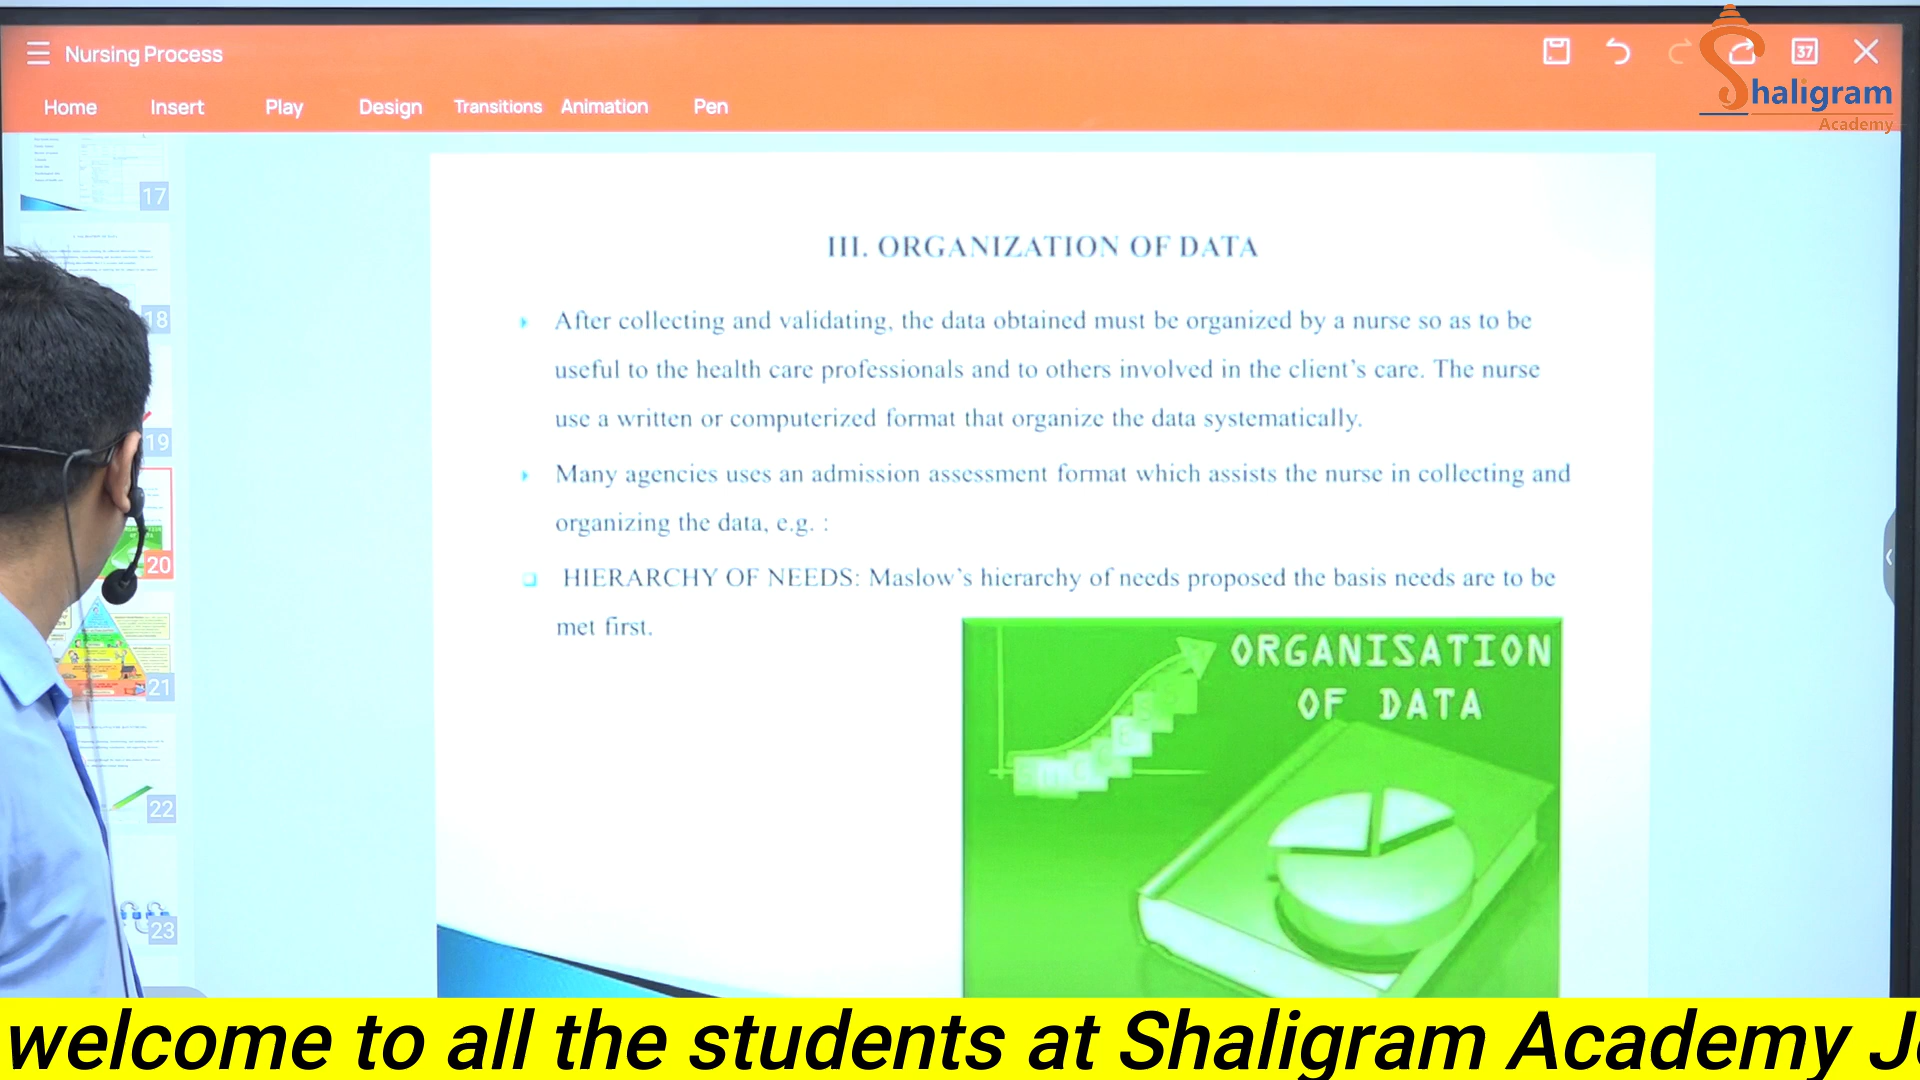 Nursing Process
37
Shaligram
Academy
Home Insert Play Design Transitions Animation Pen
17
18
19
20
21
22
23
III. ORGANIZATION OF DATA
After collecting and validating, the data obtained must be organized by a nurse so as to be
useful to the health care professionals and to others involved in the client's care. The nurse
use a written or computerized format that organize the data systematically.
Many agencies uses an admission assessment format which assists the nurse in collecting and
organizing the data, e.g. :
HIERARCHY OF NEEDS: Maslow's hierarchy of needs proposed the basis needs are to be
met first.
ORGANISATION
OF DATA
welcome to all the students at Shaligram Academy